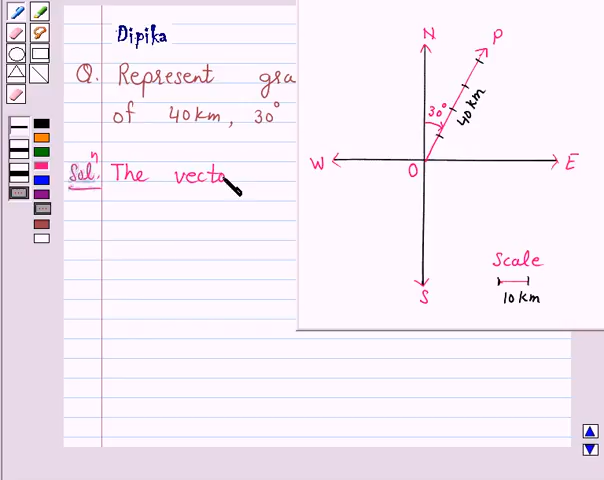 Dipika
Q. Represent gra
of 40km, 30°
Solⁿ. The vecto
N
P
30°
40 km
W
O
E
S
Scale
10 km